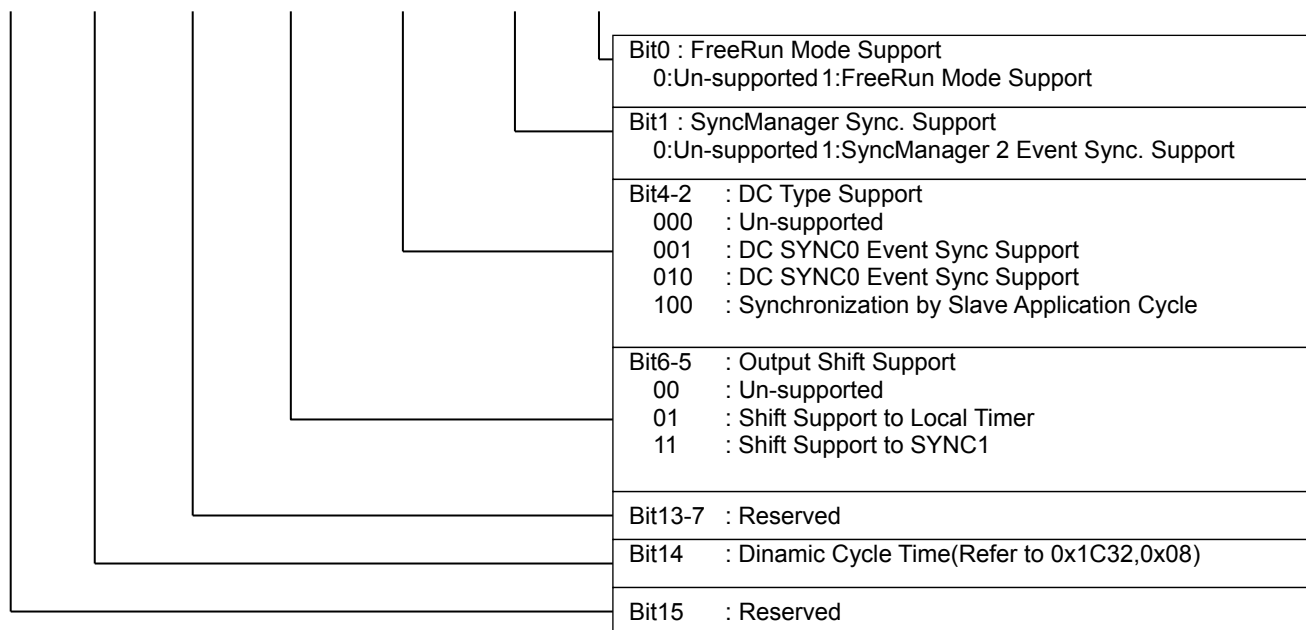 Bit0 : FreeRun Mode Support
0:Un-supported 1:FreeRun Mode Support
Bit1 : SyncManager Sync. Support
0:Un-supported 1:SyncManager 2 Event Sync. Support
Bit4-2 : DC Type Support
000 : Un-supported
001 : DC SYNC0 Event Sync Support
010 : DC SYNC0 Event Sync Support
100 : Synchronization by Slave Application Cycle
Bit6-5 : Output Shift Support
00 : Un-supported
01 : Shift Support to Local Timer
11 : Shift Support to SYNC1
Bit13-7 : Reserved
Bit14 : Dinamic Cycle Time(Refer to 0x1C32,0x08)
Bit15 : Reserved